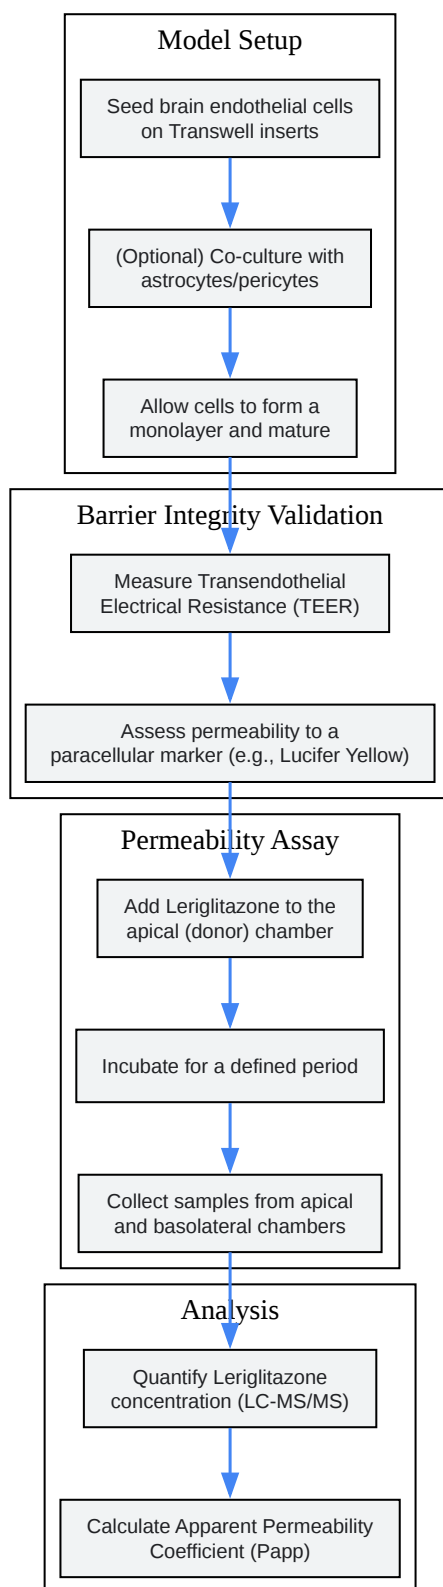 Model Setup
Seed brain endothelial cells
on Transwell inserts
(Optional) Co-culture with
astrocytes/pericytes
Allow cells to form a
monolayer and mature
Barrier Integrity Validation
Measure Transendothelial
Electrical Resistance (TEER)
Assess permeability to a
paracellular marker (e.g., Lucifer Yellow)
Permeability Assay
Add Leriglitazone to the
apical (donor) chamber
Incubate for a defined period
Collect samples from apical
and basolateral chambers
Analysis
Quantify Leriglitazone
concentration (LC-MS/MS)
Calculate Apparent Permeability
Coefficient (Papp)